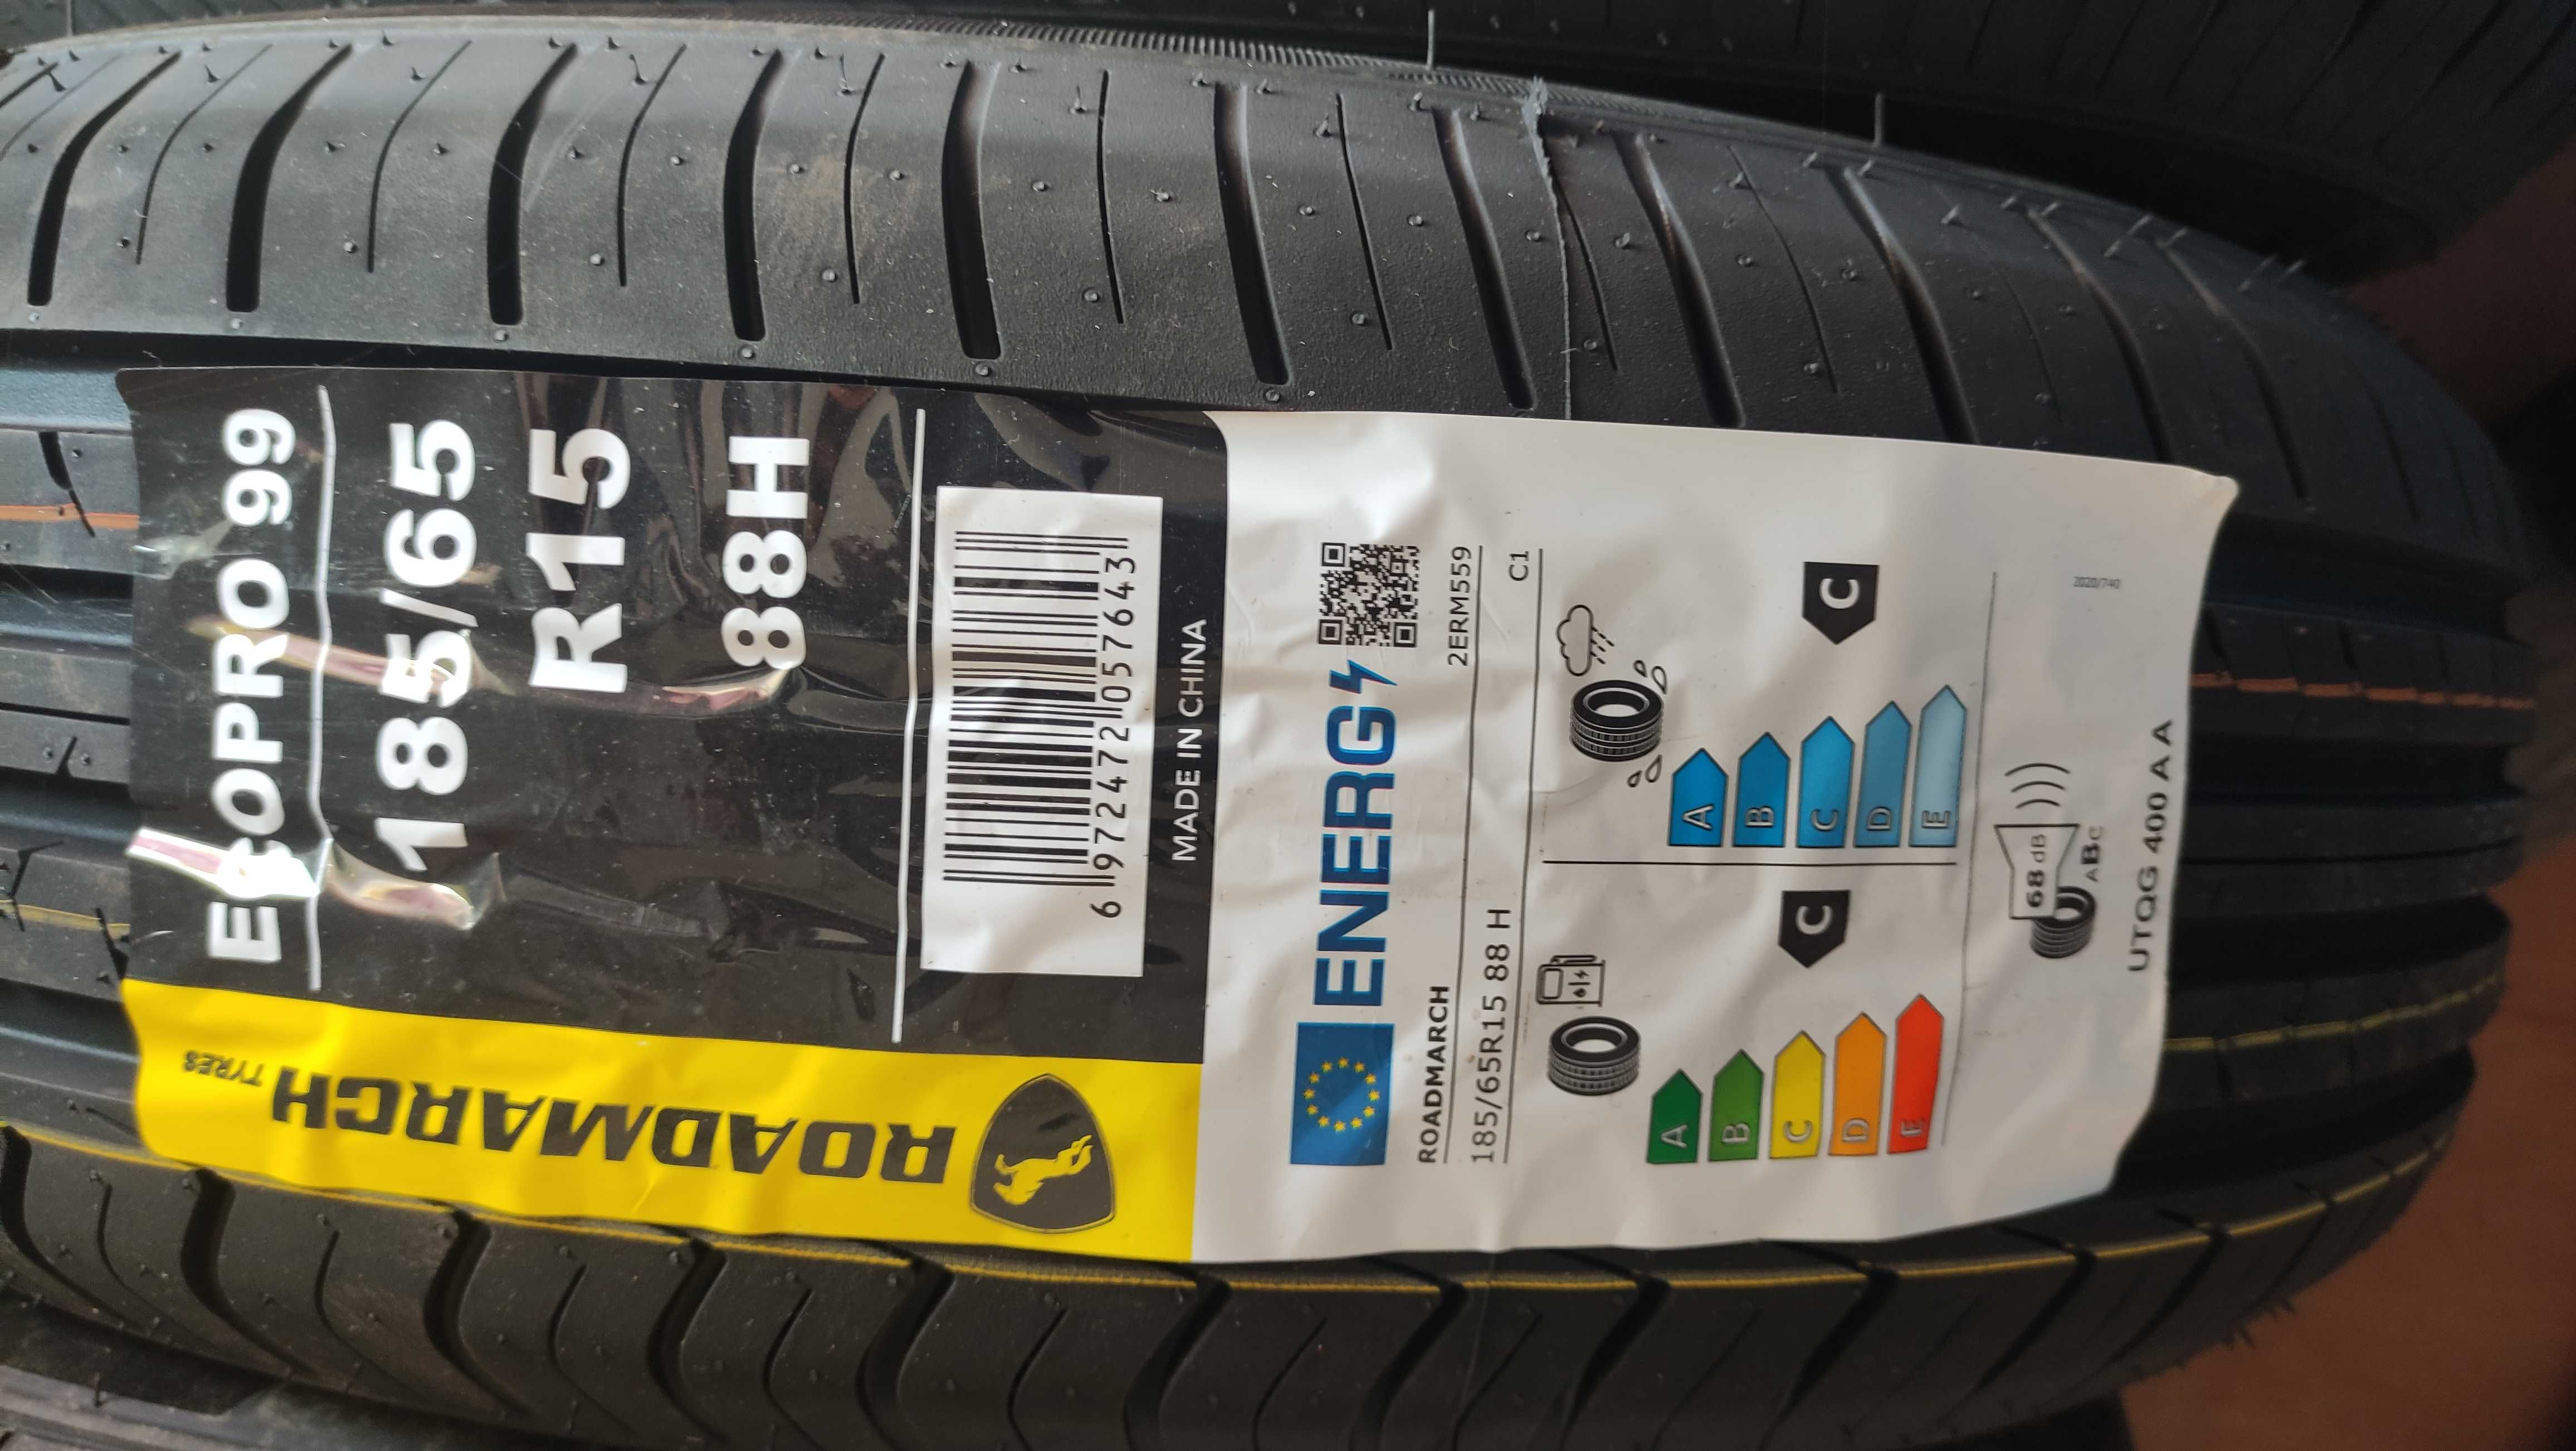 ROADMARCH TYRES
ECOPRO 99
185/65
R15
88H
6 972472 057643
MADE IN CHINA
ENERG
ROADMARCH 2ERM559
185/65R15 88 H C1
A
B
C
D
E
C
A
B
C
D
E
C
68 dB
ABC
2020/740
UTQG 400 A A